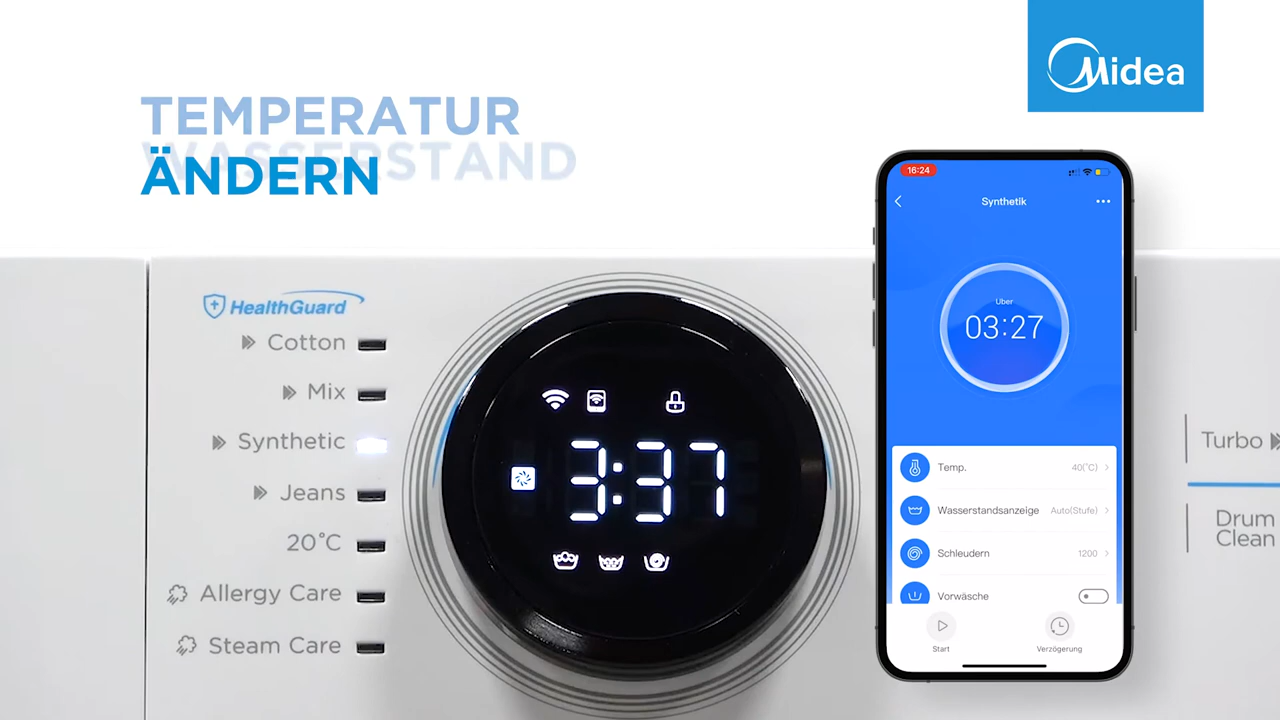 Midea
TEMPERATUR
WASSERSTAND
ÄNDERN
HealthGuard
Cotton
Mix
Synthetic
Jeans
20°C
Allergy Care
Steam Care
3:37
Turbo
Drum
Clean
16:24
Synthetik
Uber
03:27
Temp. 40(°C)
Wasserstandsanzeige Auto(Stufe)
Schleudern 1200
Vorwäsche
Start Verzögerung